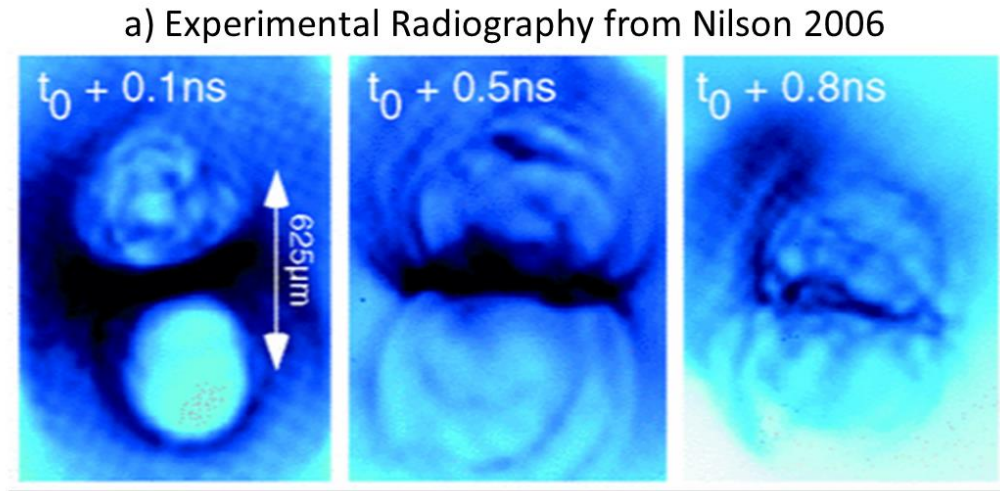 a) Experimental Radiography from Nilson 2006
t0 + 0.1ns
t0 + 0.5ns
t0 + 0.8ns
625μm